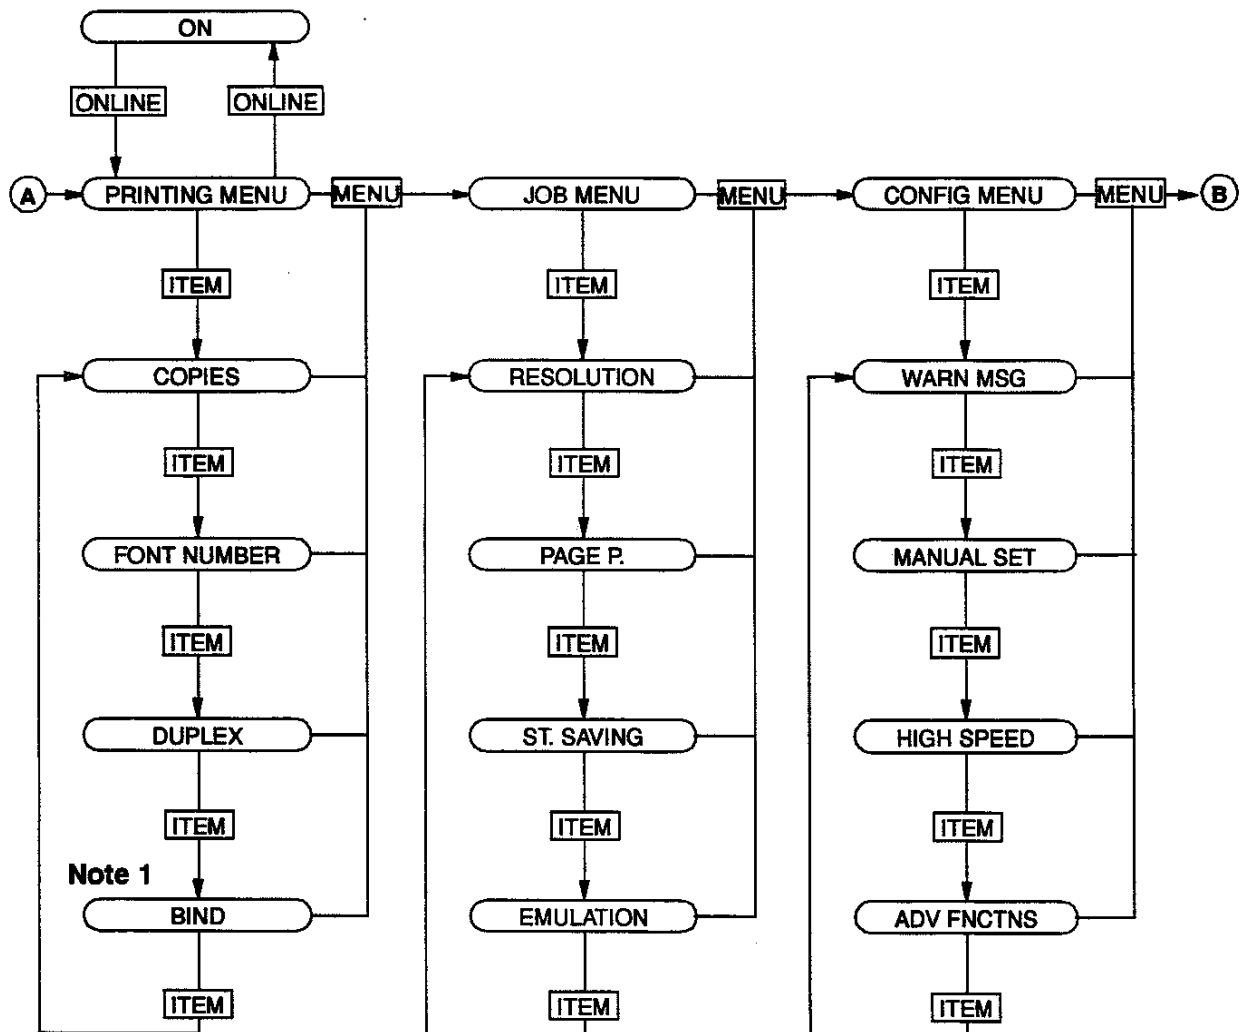 ON
ONLINE ONLINE
A PRINTING MENU MENU JOB MENU MENU CONFIG MENU MENU B
ITEM ITEM ITEM
COPIES RESOLUTION WARN MSG
ITEM ITEM ITEM
FONT NUMBER PAGE P. MANUAL SET
ITEM ITEM ITEM
DUPLEX ST. SAVING HIGH SPEED
ITEM ITEM ITEM
Note 1
BIND EMULATION ADV FNCTNS
ITEM ITEM ITEM